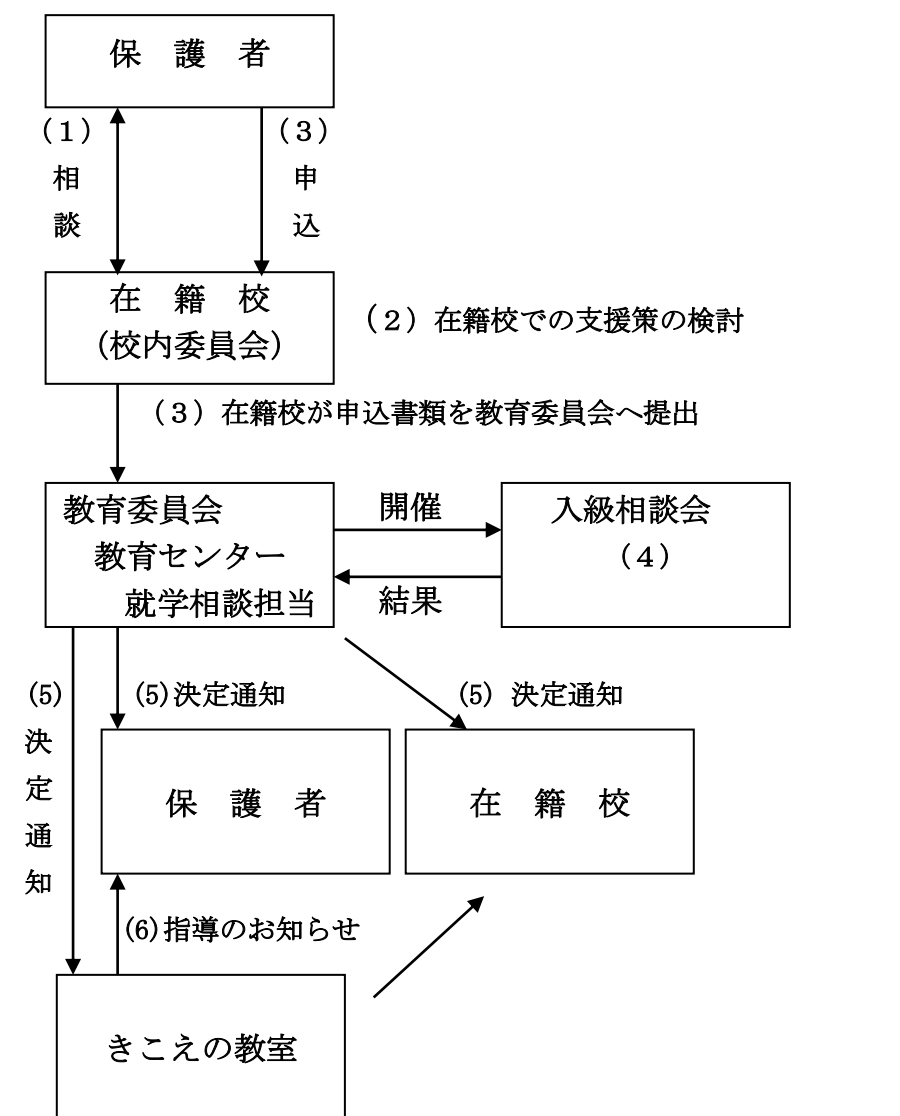 保　護　者
（１）
相
談
（３）
申
込
在　籍　校
（校内委員会）
（２）在籍校での支援策の検討
（３）在籍校が申込書類を教育委員会へ提出
教育委員会
教育センター
就学相談担当
開催
結果
入級相談会
（４）
(5)
決
定
通
知
(5)決定通知
(5) 決定通知
保　護　者
在　籍　校
(6)指導のお知らせ
きこえの教室